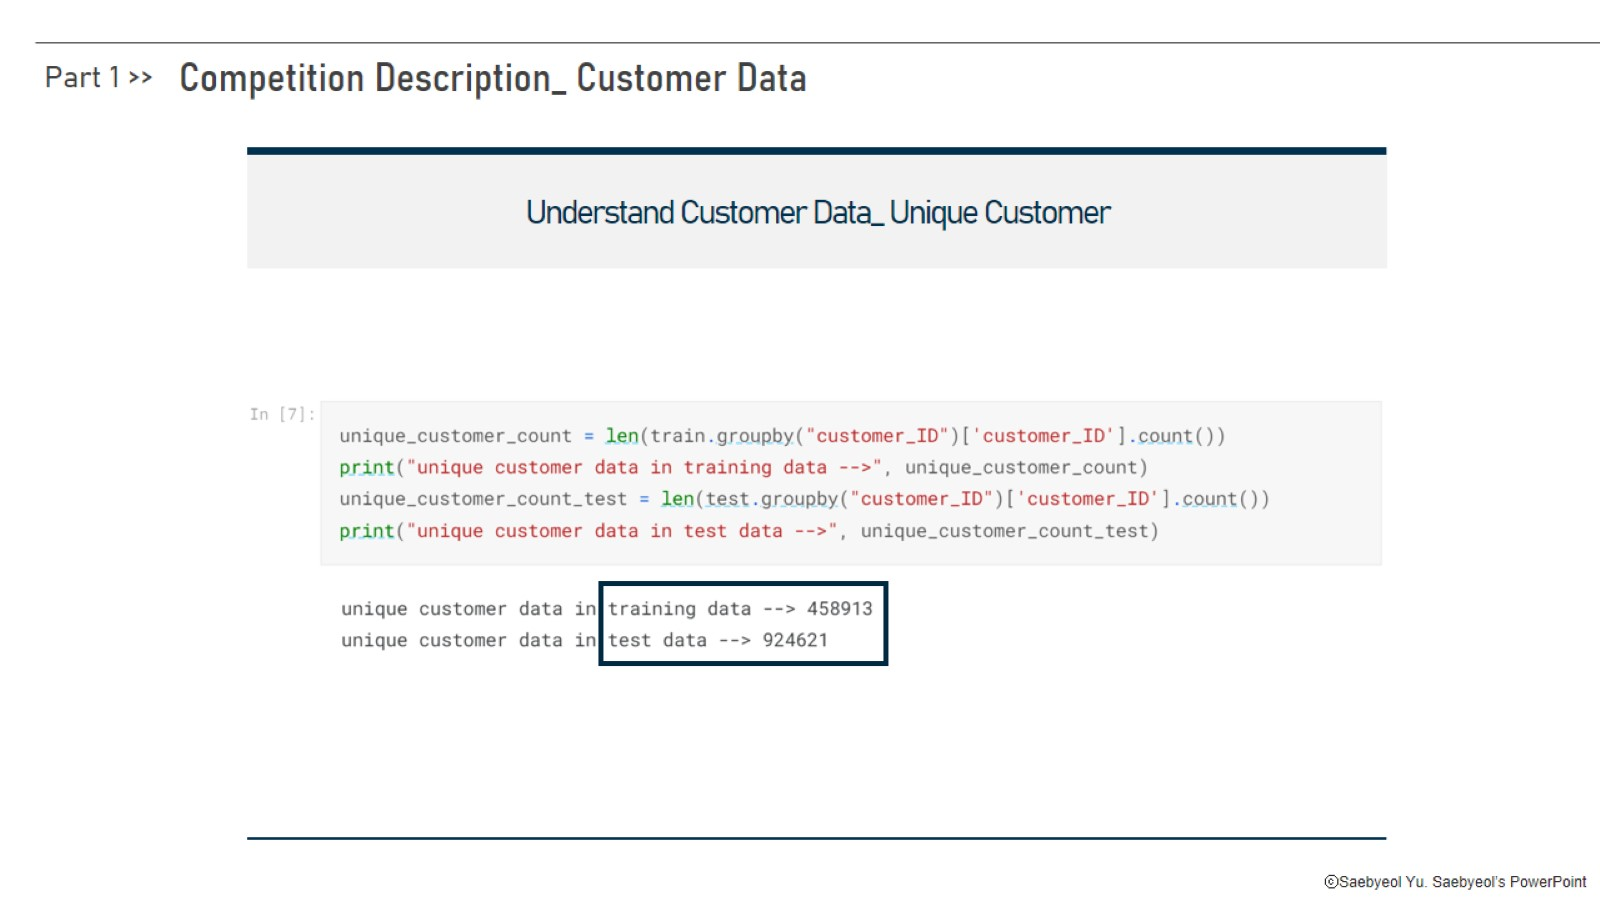 Part 1 >> Competition Description_ Customer Data
Understand Customer Data_ Unique Customer
In [7]:
unique_customer_count = len(train.groupby("customer_ID")['customer_ID'].count())
print("unique customer data in training data -->", unique_customer_count)
unique_customer_count_test = len(test.groupby("customer_ID")['customer_ID'].count())
print("unique customer data in test data -->", unique_customer_count_test)
unique customer data in training data --> 458913
unique customer data in test data --> 924621
©Saebyeol Yu. Saebyeol's PowerPoint